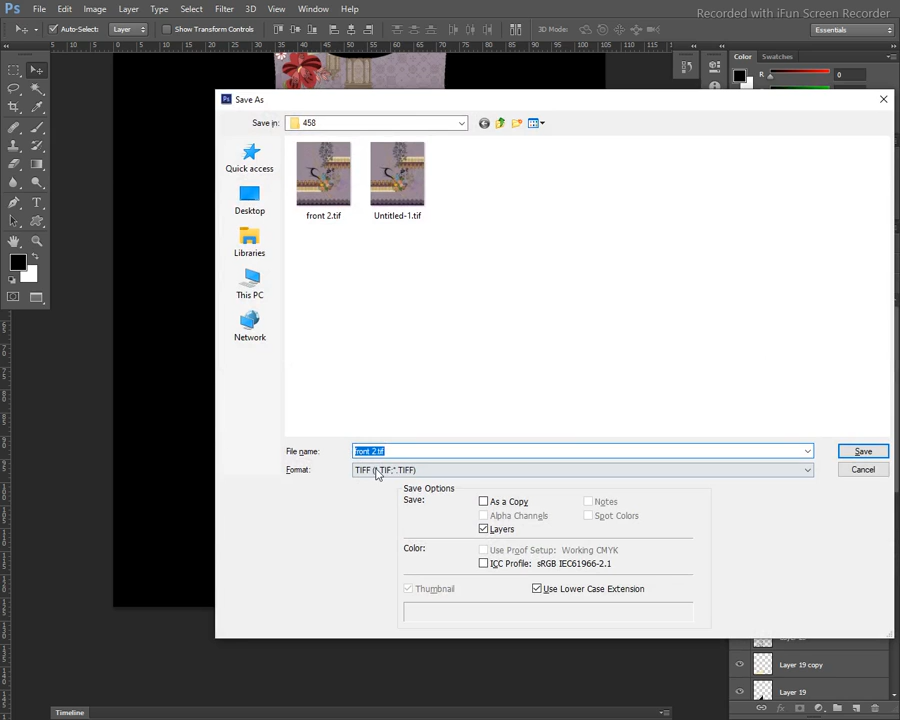 Ps File Edit Image Layer Type Select Filter 3D View Window Help
Recorded with iFun Screen Recorder
Auto-Select: Layer Show Transform Controls 3D Mode: Essentials
Color Swatches
R 0
Save As
Save in: 458
Quick access
Desktop
Libraries
This PC
Network
front 2.tif Untitled-1.tif
File name: front 2.tif Save
Format: TIFF (*.TIF;*.TIFF) Cancel
Save Options
Save: As a Copy Notes
Alpha Channels Spot Colors
Layers
Color: Use Proof Setup: Working CMYK
ICC Profile: sRGB IEC61966-2.1
Thumbnail Use Lower Case Extension
Layer 19 copy
Layer 19
Timeline